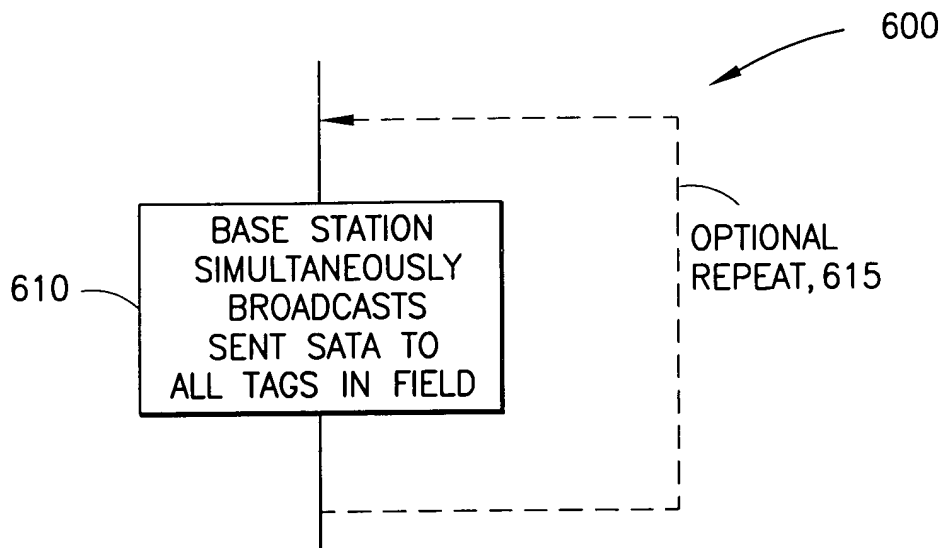 600
BASE STATION
SIMULTANEOUSLY
BROADCASTS
SENT SATA TO
ALL TAGS IN FIELD
610
OPTIONAL
REPEAT, 615